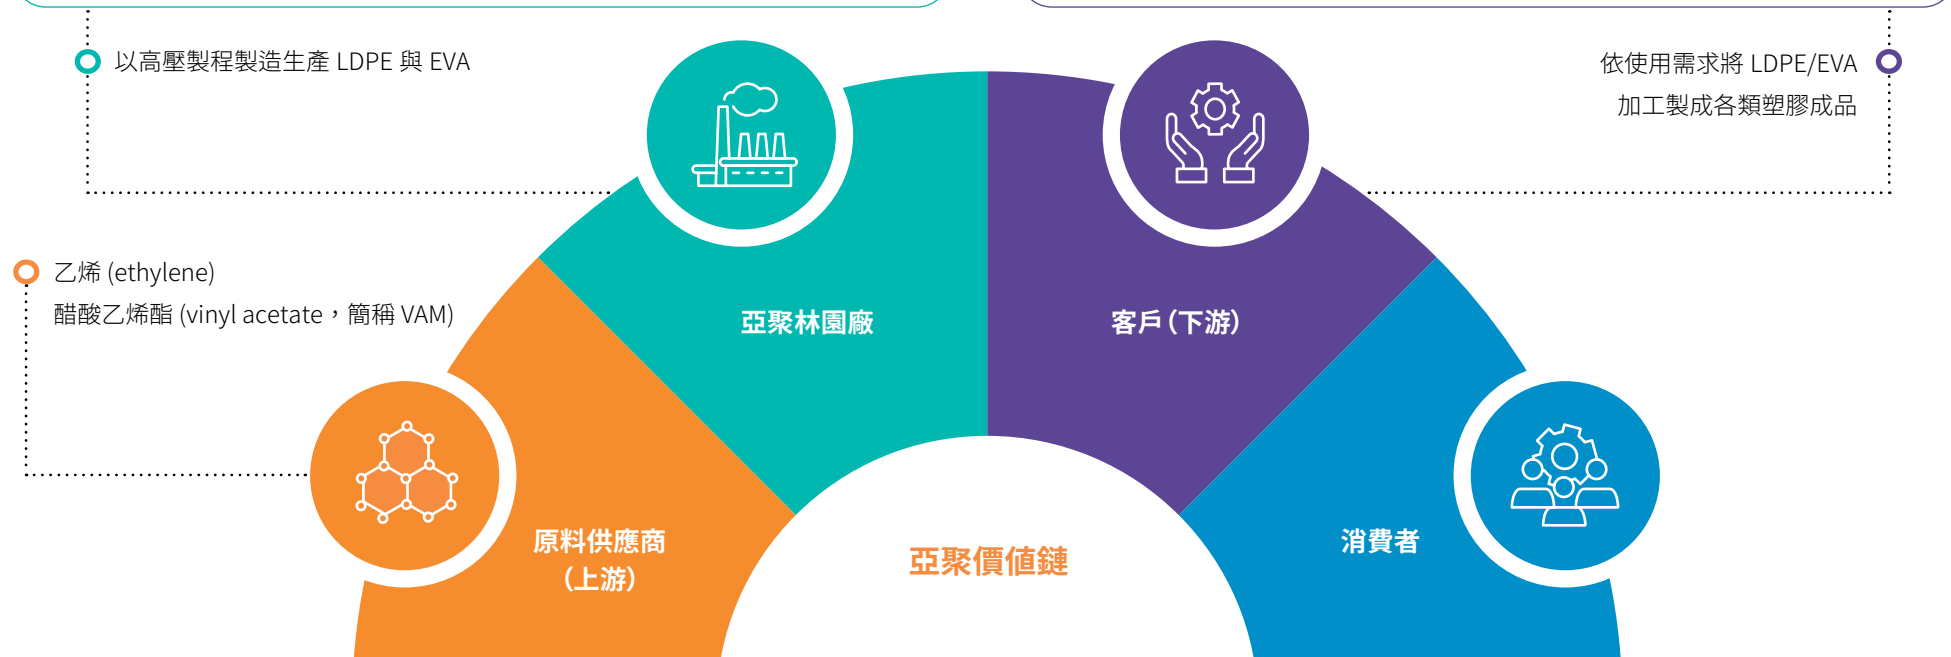 以高壓製程製造生產 LDPE 與 EVA
依使用需求將 LDPE/EVA
加工製成各類塑膠成品
乙烯 (ethylene)
醋酸乙烯酯 (vinyl acetate，簡稱 VAM)
亞聚林園廠
客戶（下游）
原料供應商
（上游）
亞聚價值鏈
消費者